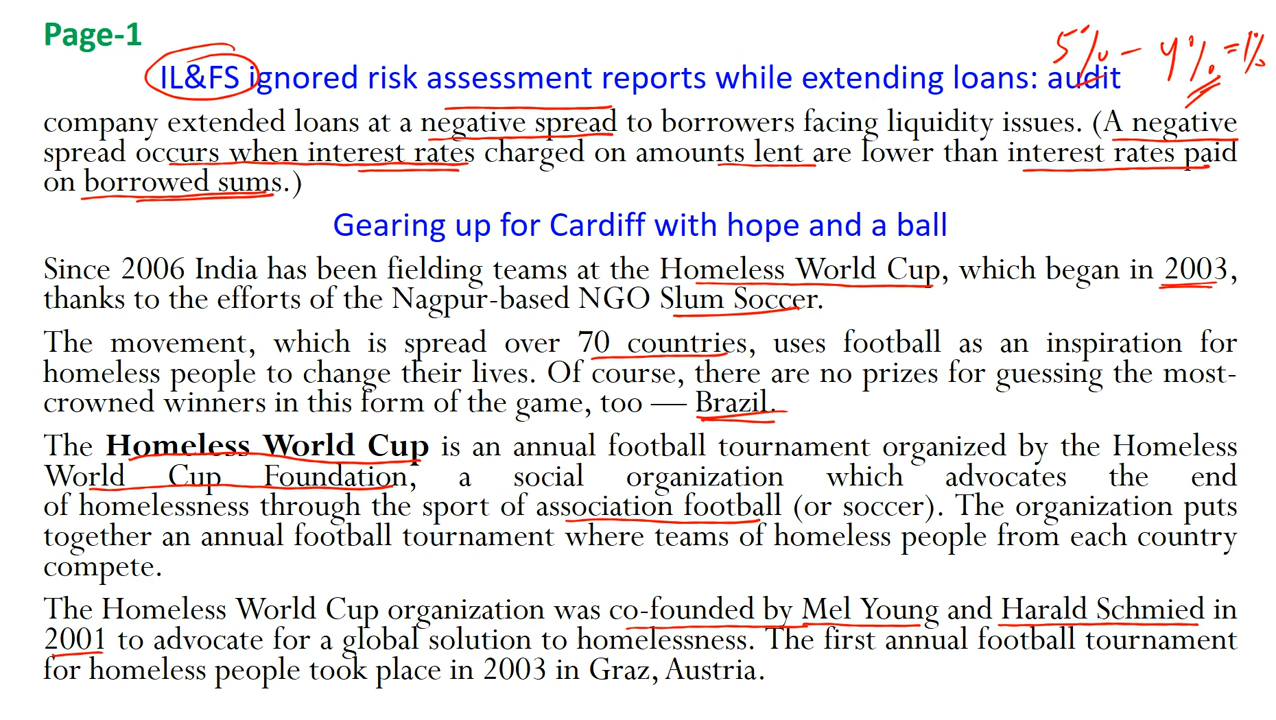 Page-1
5% - 4% = 1%
IL&FS ignored risk assessment reports while extending loans: audit
company extended loans at a negative spread to borrowers facing liquidity issues. (A negative
spread occurs when interest rates charged on amounts lent are lower than interest rates paid
on borrowed sums.)
Gearing up for Cardiff with hope and a ball
Since 2006 India has been fielding teams at the Homeless World Cup, which began in 2003,
thanks to the efforts of the Nagpur-based NGO Slum Soccer.
The movement, which is spread over 70 countries, uses football as an inspiration for
homeless people to change their lives. Of course, there are no prizes for guessing the most-
crowned winners in this form of the game, too — Brazil.
The Homeless World Cup is an annual football tournament organized by the Homeless
World Cup Foundation, a social organization which advocates the end
of homelessness through the sport of association football (or soccer). The organization puts
together an annual football tournament where teams of homeless people from each country
compete.
The Homeless World Cup organization was co-founded by Mel Young and Harald Schmied in
2001 to advocate for a global solution to homelessness. The first annual football tournament
for homeless people took place in 2003 in Graz, Austria.